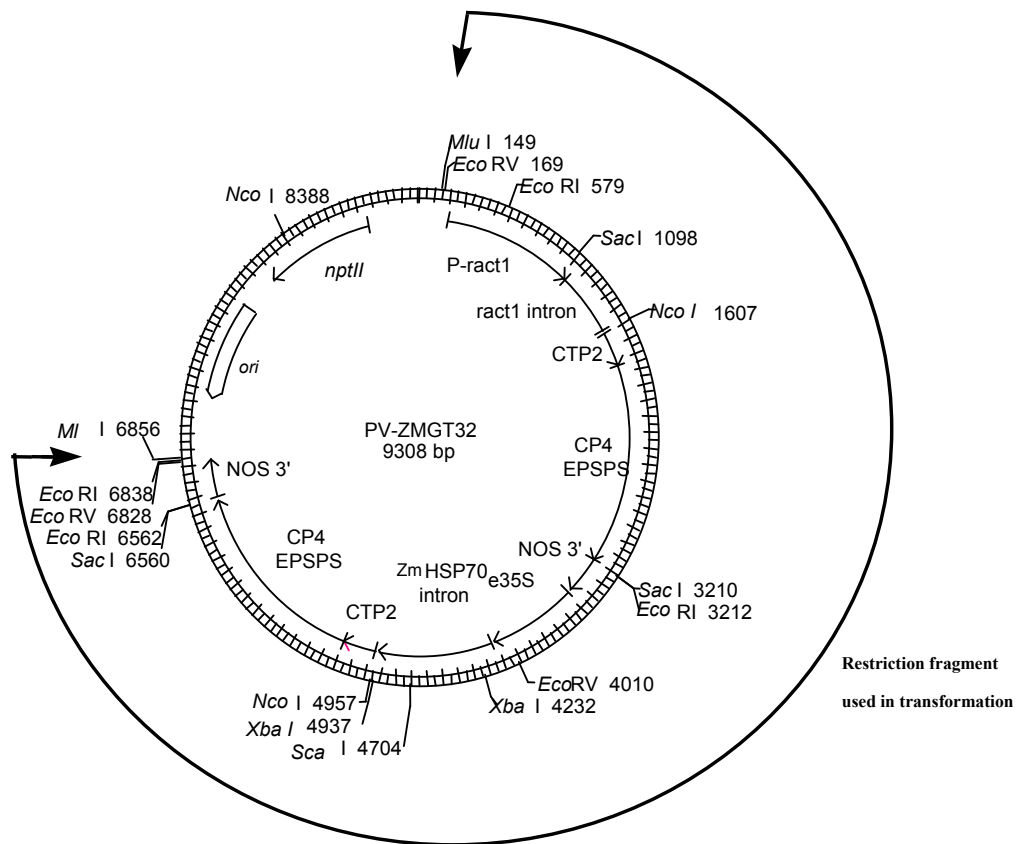 Mlu I 149
Eco RV 169
Eco RI 579
Nco I 8388
Sac I 1098
nptII
P-ract1
ract1 intron
Nco I 1607
CTP2
ori
PV-ZMGT32
9308 bp
Ml I 6856
NOS 3'
CP4
EPSPS
Eco RI 6838
Eco RV 6828
Eco RI 6562
Sac I 6560
CP4
EPSPS
NOS 3'
Zm HSP70
intron
e35S
CTP2
Sac I 3210
Eco RI 3212
Restriction fragment
used in transformation
EcoRV 4010
Xba I 4232
Nco I 4957
Xba I 4937
Sca I 4704